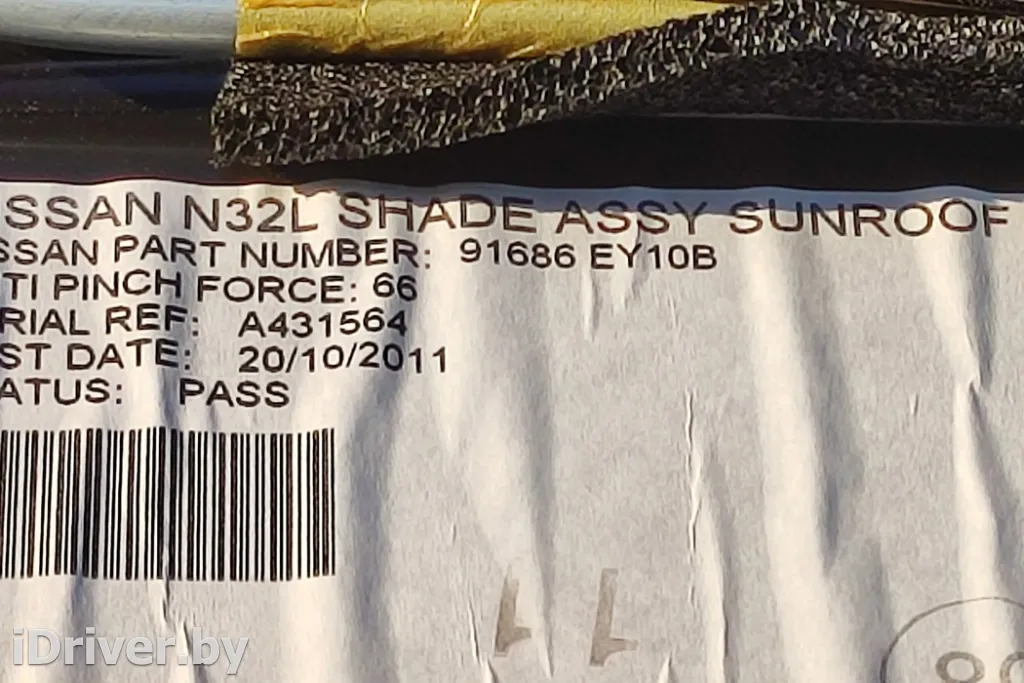 ISSAN N32L SHADE ASSY SUNROOF
SSAN PART NUMBER: 91686 EY10B
TI PINCH FORCE: 66
RIAL REF: A431564
ST DATE: 20/10/2011
ATUS: PASS
iDriver.by